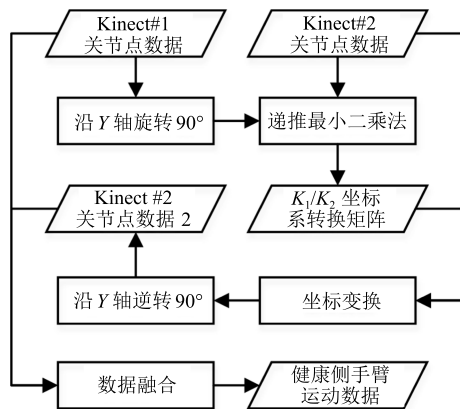 Kinect#1
关节点数据
Kinect#2
关节点数据
沿 Y 轴旋转 90°
递推最小二乘法
Kinect #2
关节点数据 2
K₁/K₂ 坐标
系转换矩阵
沿 Y 轴逆转 90°
坐标变换
数据融合
健康侧手臂
运动数据